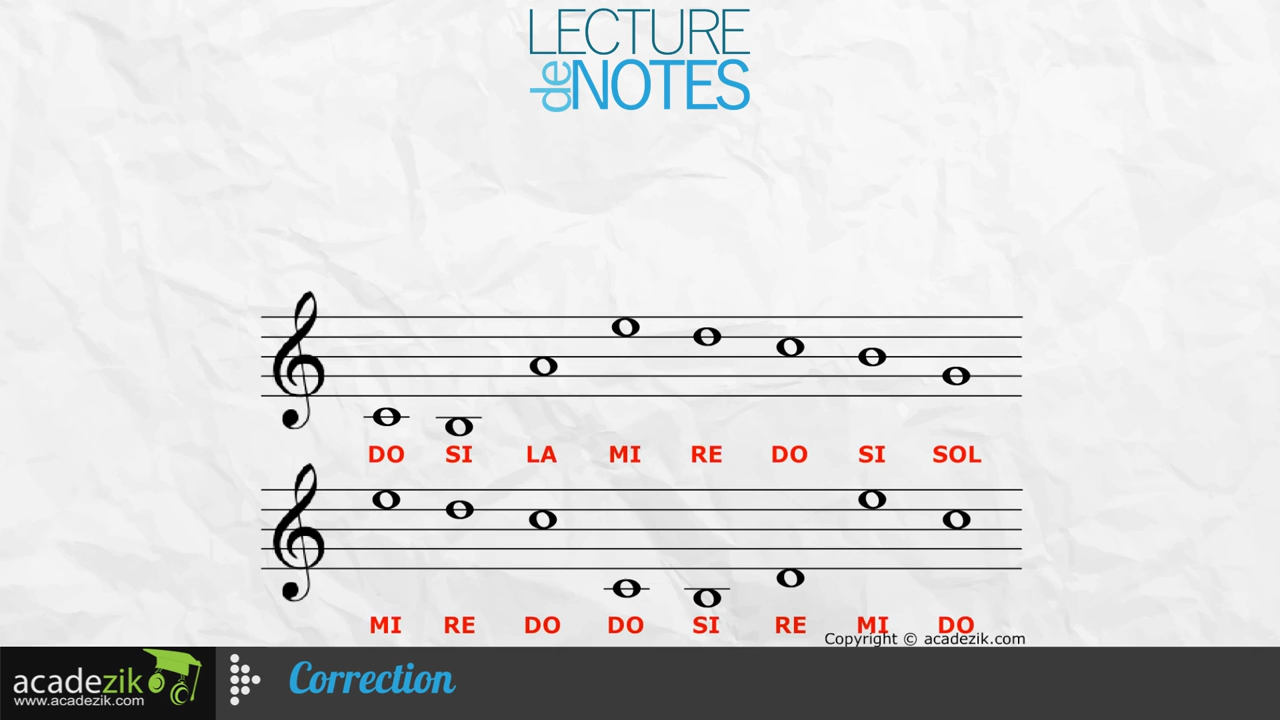 LECTURE
de NOTES
DO SI LA MI RE DO SI SOL
MI RE DO DO SI RE MI DO
Copyright © acadezik.com
acadezik
www.acadezik.com
Correction